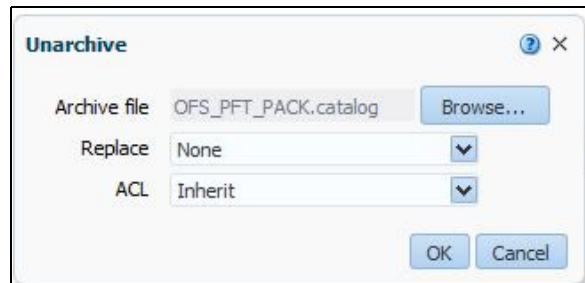 Unarchive
Archive file OFS_PFT_PACK.catalog Browse...
Replace None
ACL Inherit
OK Cancel